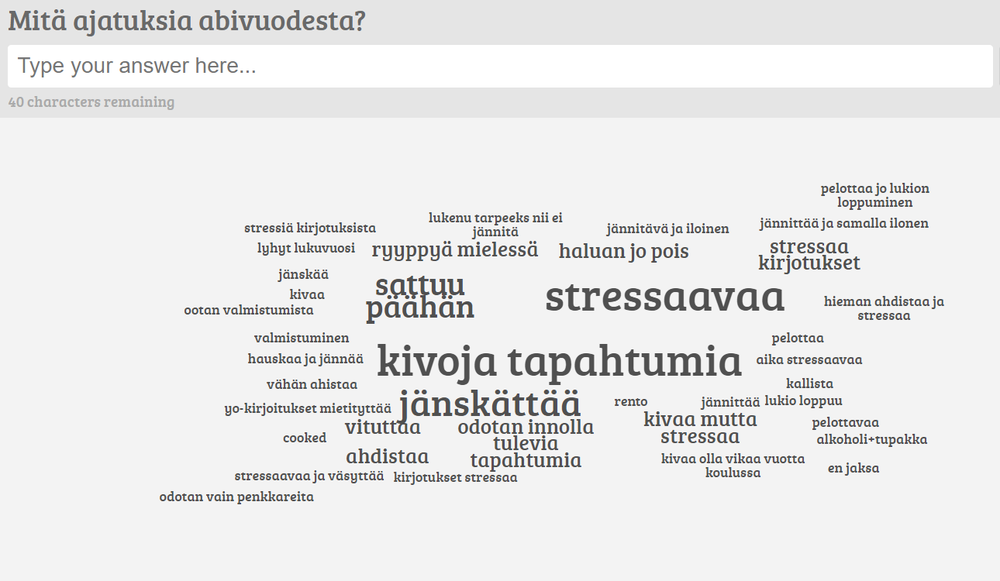 Mitä ajatuksia abivuodesta?
Type your answer here...
40 characters remaining
pelottaa jo lukion
loppuminen
lukenu tarpeeks nii ei
jännitä
stressiä kirjotuksista
jännitävä ja iloinen
jännittää ja samalla ilonen
lyhyt lukuvuosi
ryyppyä mielessä
haluan jo pois
stressaa
kirjotukset
jänskää
kivaa
ootan valmistumista
sattuu
päähän
stressaavaa
hieman ahdistaa ja
stressaa
valmistuminen
hauskaa ja jännää
kivoja tapahtumia
pelottaa
aika stressaavaa
vähän ahistaa
kallista
yo-kirjoitukset mietityttää
jänskättää
rento
jännittää
lukio loppuu
cooked
vituttaa
odotan innolla
tulevia
tapahtumia
kivaa mutta
stressaa
pelottavaa
alkoholi+tupakka
ahdistaa
kivaa olla vikaa vuotta
koulussa
en jaksa
stressaavaa ja väsyttää
kirjotukset stressaa
odotan vain penkkareita